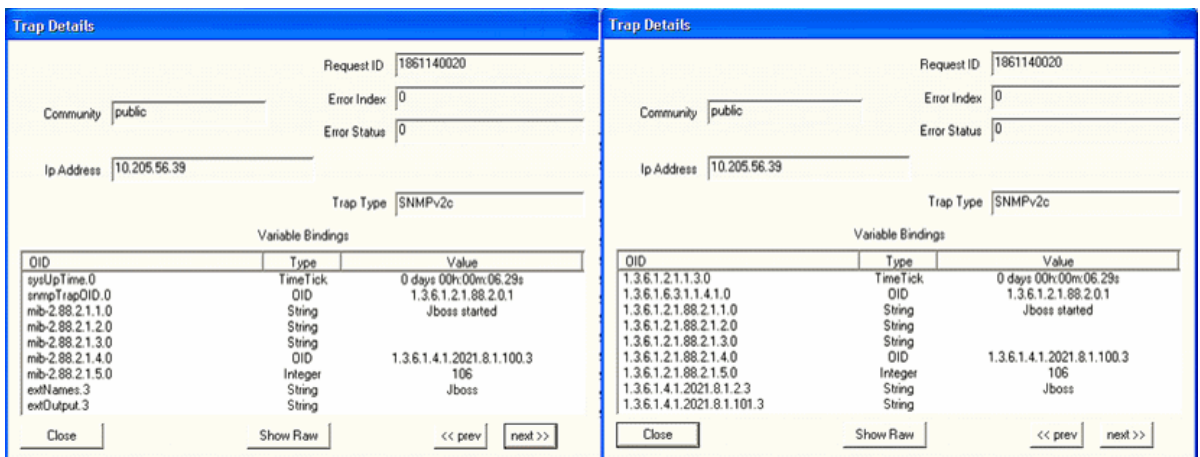 Trap Details
Request ID 1861140020
Community public
Error Index 0
Error Status 0
Ip Address 10.205.56.39
Trap Type SNMPv2c
Variable Bindings
OID Type Value
sysUpTime.0 TimeTick 0 days 00h:00m:06.29s
snmpTrapOID.0 OID 1.3.6.1.2.1.88.2.0.1
mib-2.88.2.1.1.0 String Jboss started
mib-2.88.2.1.2.0 String
mib-2.88.2.1.3.0 String
mib-2.88.2.1.4.0 OID 1.3.6.1.4.1.2021.8.1.100.3
mib-2.88.2.1.5.0 Integer 106
extNames.3 String Jboss
extOutput.3 String
Close Show Raw << prev next >>
Trap Details
Request ID 1861140020
Community public
Error Index 0
Error Status 0
Ip Address 10.205.56.39
Trap Type SNMPv2c
Variable Bindings
OID Type Value
1.3.6.1.2.1.1.3.0 TimeTick 0 days 00h:00m:06.29s
1.3.6.1.6.3.1.1.4.1.0 OID 1.3.6.1.2.1.88.2.0.1
1.3.6.1.2.1.88.2.1.1.0 String Jboss started
1.3.6.1.2.1.88.2.1.2.0 String
1.3.6.1.2.1.88.2.1.3.0 String
1.3.6.1.2.1.88.2.1.4.0 OID 1.3.6.1.4.1.2021.8.1.100.3
1.3.6.1.2.1.88.2.1.5.0 Integer 106
1.3.6.1.4.1.2021.8.1.2.3 String Jboss
1.3.6.1.4.1.2021.8.1.101.3 String
Close Show Raw << prev next >>